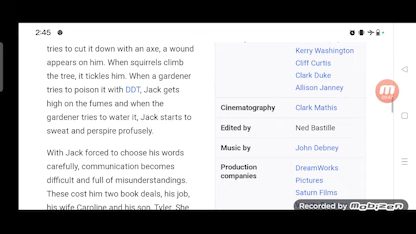 2:45
tries to cut it down with an axe, a wound
appears on him. When squirrels climb
the tree, it tickles him. When a gardener
tries to poison it with DDT, Jack gets
high on the fumes and when the
gardener tries to water it, Jack starts to
sweat and perspire profusely.
With Jack forced to choose his words
carefully, communication becomes
difficult and full of misunderstandings.
These cost him two book deals, his job,
his wife Caroline and his son, Tyler. She
Kerry Washington
Cliff Curtis
Clark Duke
Allison Janney
Cinematography Clark Mathis
Edited by Ned Bastille
Music by John Debney
Production DreamWorks
companies Pictures
Saturn Films
Recorded by Mobizen